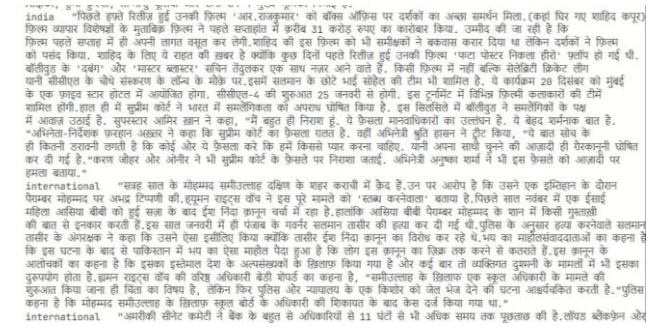 india    "पिछले हफ़्ते रिलीज़ हुई उनकी फ़िल्म 'आर.राजकुमार' को बॉक्स ऑफ़िस पर दर्शकों का अच्छा समर्थन मिला.(कहां घिर गए शाहिद कपूर)
फ़िल्म व्यापार विशेषज्ञों के मुताबिक़ फ़िल्म ने पहले सप्ताहांत में क़रीब 31 करोड़ रुपए का कारोबार किया. उम्मीद की जा रही है कि
फ़िल्म पहले सप्ताह में ही अपनी लागत वसूल कर लेगी.शाहिद की इस फ़िल्म को भी समीक्षकों ने बकवास करार दिया था लेकिन दर्शकों ने फ़िल्म
को पसंद किया. शाहिद के लिए ये राहत की ख़बर है क्योंकि कुछ दिनों पहले रिलीज़ हुई उनकी फ़िल्म 'फटा पोस्टर निकला हीरो' फ़्लॉप हो गई थी.
बॉलीवुड के 'दबंग' और 'मास्टर ब्लास्टर' सचिन तेंदुलकर एक साथ नज़र आने वाले हैं. किसी फ़िल्म में नहीं बल्कि सेलेब्रिटी क्रिकेट लीग
यानी सीसीएल के चौथे संस्करण के लॉन्च के मौक़े पर.इसमें सलमान के छोटे भाई सोहेल की टीम भी शामिल है. ये कार्यक्रम 20 दिसंबर को मुंबई
के एक फ़ाइव स्टार होटल में आयोजित होगा. सीसीएल-4 की शुरुआत 25 जनवरी से होगी. इस टूर्नामेंट में विभिन्न फ़िल्मी कलाकारों की टीमें
शामिल होंगी.हाल ही में सुप्रीम कोर्ट ने भारत में समलैंगिकता को अपराध घोषित किया है. इस सिलसिले में बॉलीवुड ने समलैंगिकों के पक्ष
में आवाज़ उठाई है. सुपरस्टार आमिर ख़ान ने कहा, "मैं बहुत ही निराश हूं. ये फ़ैसला मानवाधिकारों का उल्लंघन है. ये बेहद शर्मनाक बात है.
"अभिनेता-निर्देशक फ़रहान अख़्तर ने कहा कि सुप्रीम कोर्ट का फ़ैसला ग़लत है. वहीं अभिनेत्री श्रुति हासन ने ट्वीट किया, "ये बात सोच के
ही कितनी डरावनी लगती है कि कोई और ये फ़ैसला करे कि हमें किससे प्यार करना चाहिए. यानी अपना साथी चुनने की आज़ादी ही ग़ैरकानूनी घोषित
कर दी गई है."करण जोहर और ओनीर ने भी सुप्रीम कोर्ट के फ़ैसले पर निराशा जताई. अभिनेत्री अनुष्का शर्मा ने भी इस फ़ैसले को आज़ादी पर
हमला बताया."
international    "सत्रह साल के मोहम्मद समीउल्लाह दक्षिण के शहर कराची में क़ैद हैं.उन पर आरोप है कि उसने एक इम्तिहान के दौरान
पैग़म्बर मोहम्मद पर अभद्र टिप्पणी की.ह्यूमन राइट्स वॉच ने इस पूरे मामले को 'स्तब्ध करनेवाला' बताया है.पिछले साल नवंबर में एक ईसाई
महिला आसिया बीबी को हुई सज़ा के बाद ईश निंदा क़ानून चर्चा में रहा है.हालांकि आसिया बीबी पैग़म्बर मोहम्मद के शान में किसी गुस्ताख़ी
की बात से इनकार करती हैं.इस साल जनवरी में ही पंजाब के गवर्नर सलमान तासीर की हत्या कर दी गई थी.पुलिस के अनुसार हत्या करनेवाले सलमान
तासीर के अंगरक्षक ने कहा कि उसने ऐसा इसीलिए किया क्योंकि तासीर ईश निंदा क़ानून का विरोध कर रहे थे.भय का माहौलसंवाददाताओं का कहना है
कि इस घटना के बाद से पाकिस्तान में भय का ऐसा माहौल पैदा हुआ है कि लोग इस क़ानून का ज़िक्र तक करने से कतराते हैं.इस क़ानून के
आलोचकों का कहना है कि इसका इस्तेमाल देश के अल्पसंख्यकों के ख़िलाफ़ किया गया है और कई बार तो व्यक्तिगत दुश्मनी के मामलों में भी इसका
दुरुपयोग होता है.ह्यूमन राइट्स वॉच की वरिष्ठ अधिकारी बेडी शेपर्ड का कहना है, "समीउल्लाह के ख़िलाफ़ एक स्कूल अधिकारी के मामले की
शुरुआत किया जाना ही चिंता का विषय है, लेकिन फिर पुलिस और न्यायालय के एक किशोर को जेल भेज देने की घटना आश्चर्यचकित करती है."पुलिस
कहना है कि मोहम्मद समीउल्लाह के ख़िलाफ़ स्कूल बोर्ड के अधिकारी की शिकायत के बाद केस दर्ज किया गया था."
international    "अमरीकी सीनेट कमेटी ने बैंक के बहुत से अधिकारियों से 11 घंटों से भी अधिक समय तक पूछताछ की है.लॉयड ब्लैंकफ़ेन और